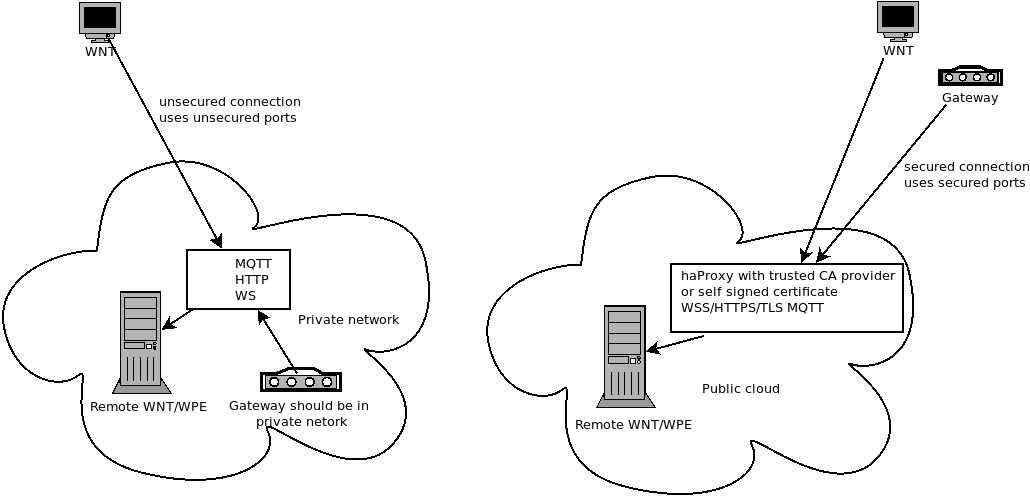 WNT
unsecured connection
uses unsecured ports
MQTT
HTTP
WS
Private network
Remote WNT/WPE
Gateway should be in
private netork
WNT
Gateway
secured connection
uses secured ports
haProxy with trusted CA provider
or self signed certificate
WSS/HTTPS/TLS MQTT
Public cloud
Remote WNT/WPE